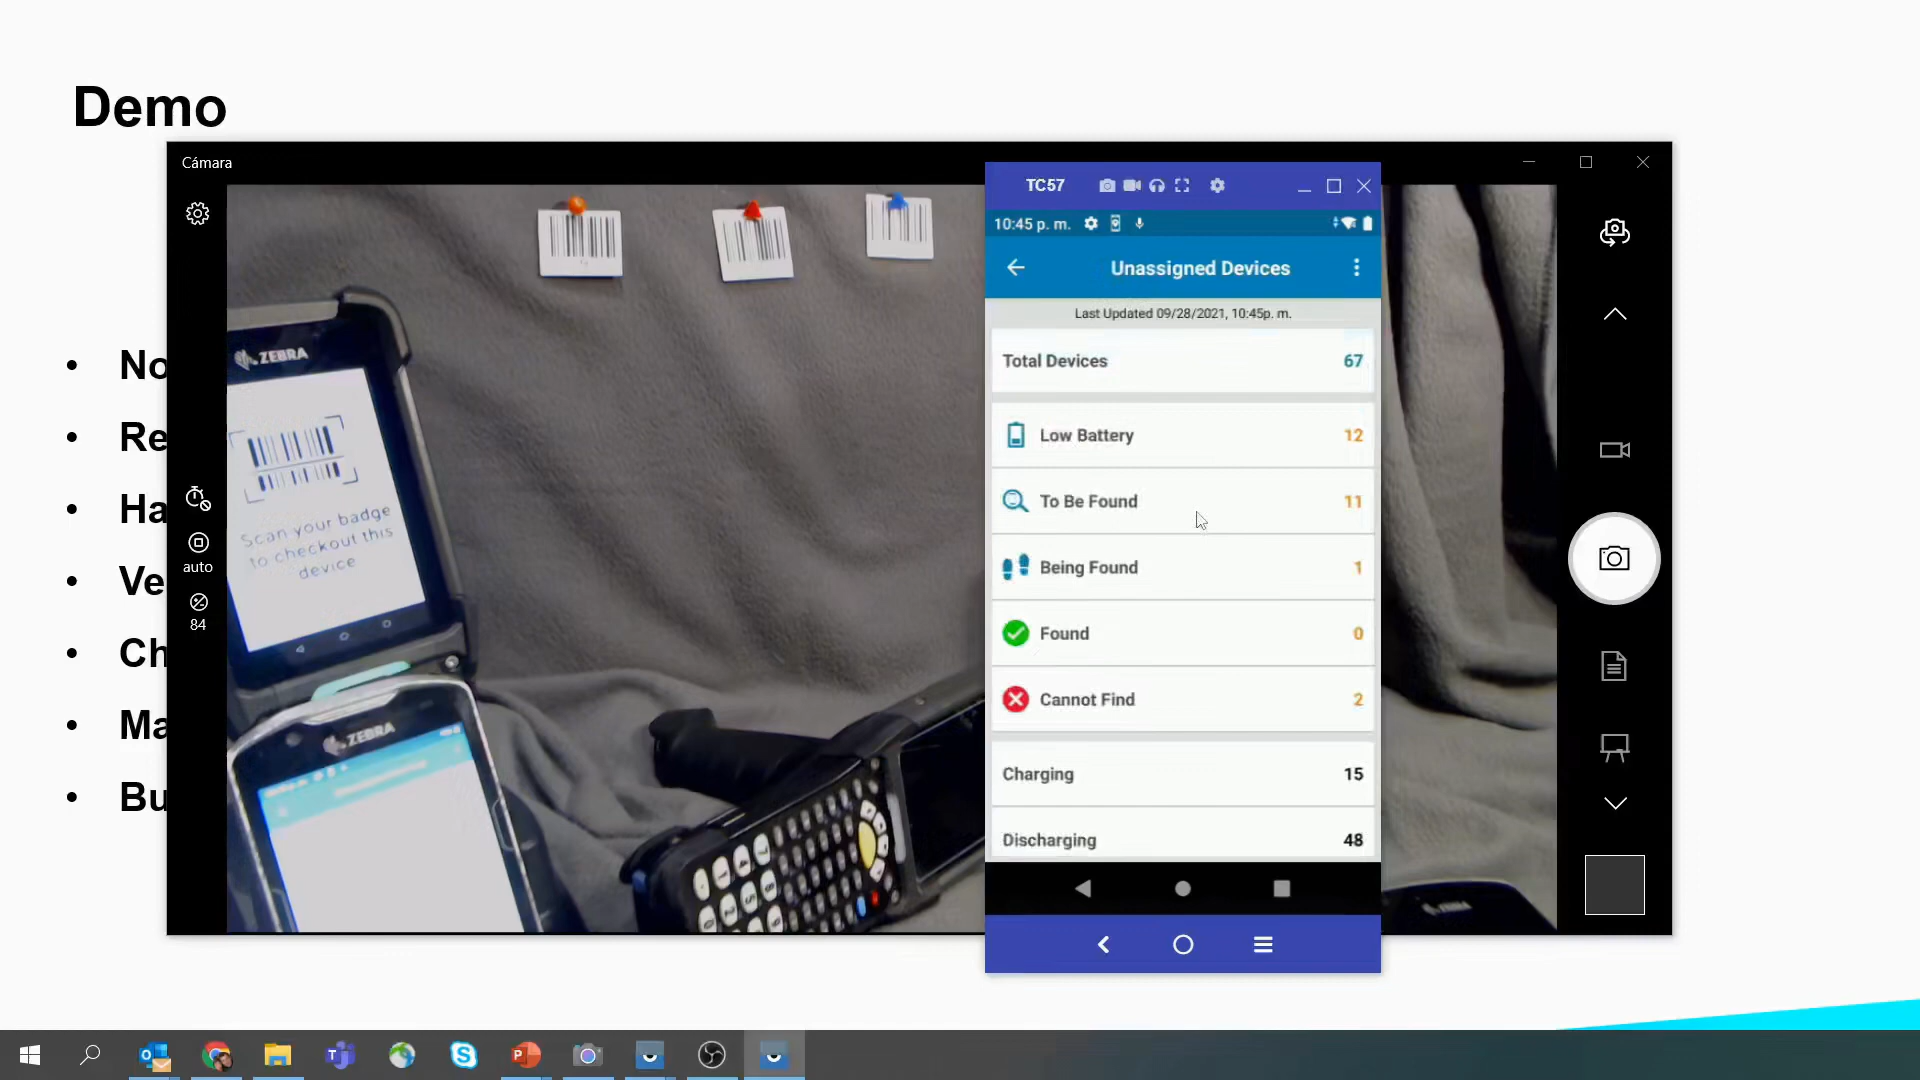 Demo
• No
• Re
• Ha
• Ve
• Ch
• Ma
• Bu
Cámara
auto
84
ZEBRA
Scan your badge
to checkout this
device
ZEBRA
TC57
10:45 p. m.
Unassigned Devices
Last Updated 09/28/2021, 10:45p. m.
Total Devices 67
Low Battery 12
To Be Found 11
Being Found 1
Found 0
Cannot Find 2
Charging 15
Discharging 48